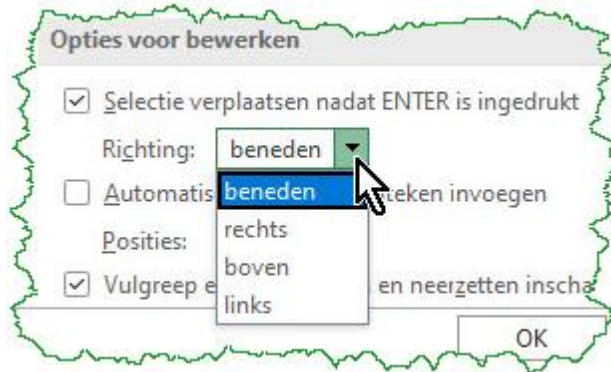 Opties voor bewerken
Selectie verplaatsen nadat ENTER is ingedrukt
Richting: beneden
Automatis beneden teken invoegen
Posities: rechts
boven
Vulgreep e en neerzetten inscha
links
OK